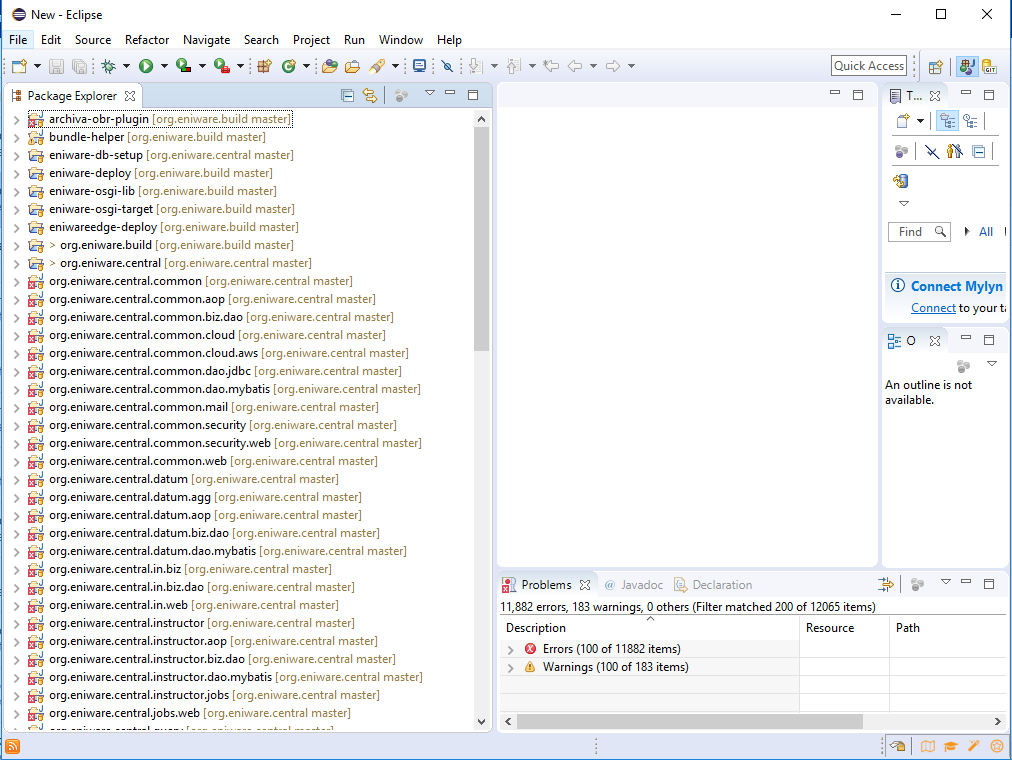 New - Eclipse
File Edit Source Refactor Navigate Search Project Run Window Help
Quick Access
GIT
Package Explorer
archiva-obr-plugin [org.eniware.build master]
bundle-helper [org.eniware.build master]
eniware-db-setup [org.eniware.central master]
eniware-deploy [org.eniware.build master]
eniware-osgi-lib [org.eniware.build master]
eniware-osgi-target [org.eniware.build master]
eniwareedge-deploy [org.eniware.build master]
> org.eniware.build [org.eniware.build master]
> org.eniware.central [org.eniware.central master]
org.eniware.central.common [org.eniware.central master]
org.eniware.central.common.aop [org.eniware.central master]
org.eniware.central.common.biz.dao [org.eniware.central master]
org.eniware.central.common.cloud [org.eniware.central master]
org.eniware.central.common.cloud.aws [org.eniware.central master]
org.eniware.central.common.dao.jdbc [org.eniware.central master]
org.eniware.central.common.dao.mybatis [org.eniware.central master]
org.eniware.central.common.mail [org.eniware.central master]
org.eniware.central.common.security [org.eniware.central master]
org.eniware.central.common.security.web [org.eniware.central master]
org.eniware.central.common.web [org.eniware.central master]
org.eniware.central.datum [org.eniware.central master]
org.eniware.central.datum.agg [org.eniware.central master]
org.eniware.central.datum.aop [org.eniware.central master]
org.eniware.central.datum.biz.dao [org.eniware.central master]
org.eniware.central.datum.dao.mybatis [org.eniware.central master]
org.eniware.central.in.biz [org.eniware.central master]
org.eniware.central.in.biz.dao [org.eniware.central master]
org.eniware.central.in.web [org.eniware.central master]
org.eniware.central.instructor [org.eniware.central master]
org.eniware.central.instructor.aop [org.eniware.central master]
org.eniware.central.instructor.biz.dao [org.eniware.central master]
org.eniware.central.instructor.dao.mybatis [org.eniware.central master]
org.eniware.central.instructor.jobs [org.eniware.central master]
org.eniware.central.jobs.web [org.eniware.central master]
T...
Find All
Connect Mylyn
Connect to your ta
O
An outline is not
available.
Problems @ Javadoc Declaration
11,882 errors, 183 warnings, 0 others (Filter matched 200 of 12065 items)
Description Resource Path
Errors (100 of 11882 items)
Warnings (100 of 183 items)